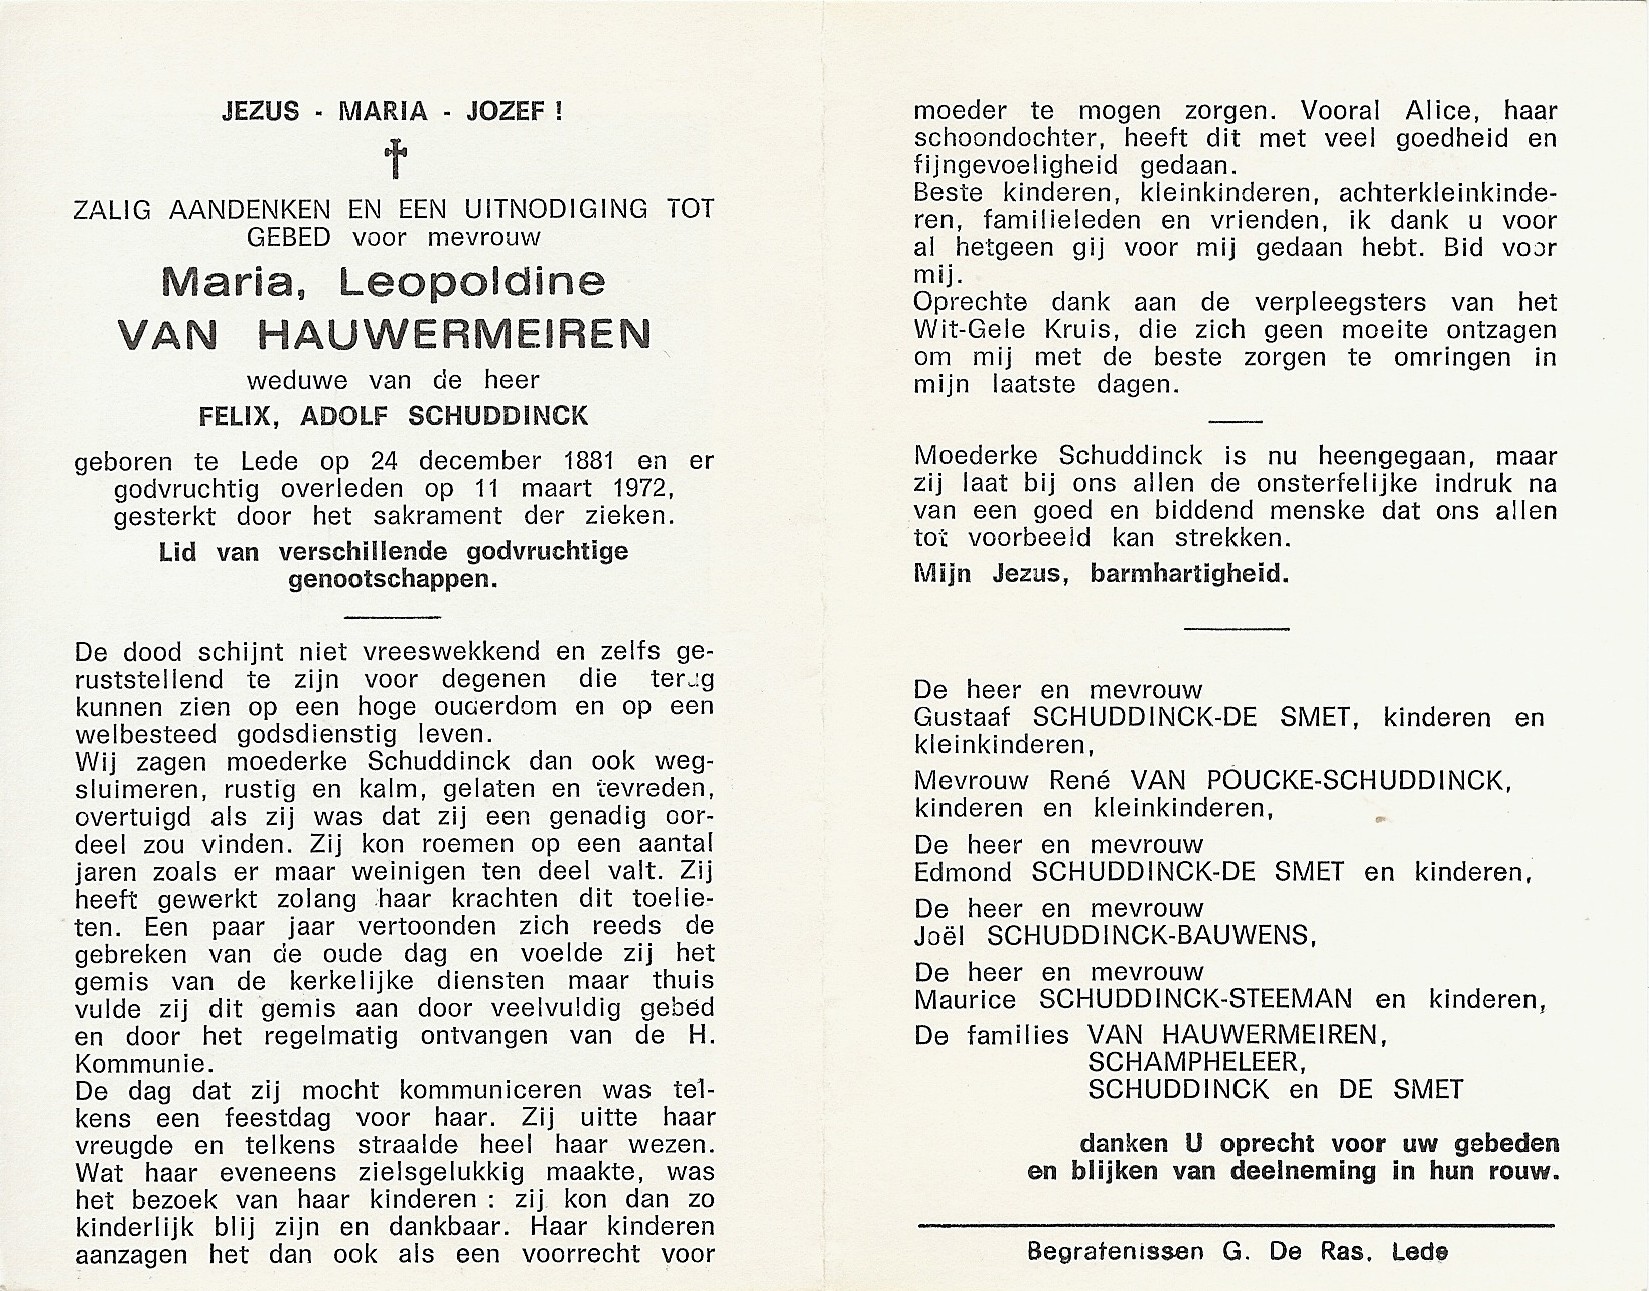 JEZUS - MARIA - JOZEF !
ZALIG AANDENKEN EN EEN UITNODIGING TOT
GEBED voor mevrouw
Maria, Leopoldine
VAN HAUWERMEIREN
weduwe van de heer
FELIX, ADOLF SCHUDDINCK
geboren te Lede op 24 december 1881 en er
godvruchtig overleden op 11 maart 1972,
gesterkt door het sakrament der zieken.
Lid van verschillende godvruchtige
genootschappen.
De dood schijnt niet vreeswekkend en zelfs ge-
ruststellend te zijn voor degenen die terug
kunnen zien op een hoge ouderdom en op een
welbesteed godsdienstig leven.
Wij zagen moederke Schuddinck dan ook weg-
sluimeren, rustig en kalm, gelaten en tevreden,
overtuigd als zij was dat zij een genadig oor-
deel zou vinden. Zij kon roemen op een aantal
jaren zoals er maar weinigen ten deel valt. Zij
heeft gewerkt zolang haar krachten dit toelie-
ten. Een paar jaar vertoonden zich reeds de
gebreken van de oude dag en voelde zij het
gemis van de kerkelijke diensten maar thuis
vulde zij dit gemis aan door veelvuldig gebed
en door het regelmatig ontvangen van de H.
Kommunie.
De dag dat zij mocht kommuniceren was tel-
kens een feestdag voor haar. Zij uitte haar
vreugde en telkens straalde heel haar wezen.
Wat haar eveneens zielsgelukkig maakte, was
het bezoek van haar kinderen : zij kon dan zo
kinderlijk blij zijn en dankbaar. Haar kinderen
aanzagen het dan ook als een voorrecht voor
moeder te mogen zorgen. Vooral Alice, haar
schoondochter, heeft dit met veel goedheid en
fijngevoeligheid gedaan.
Beste kinderen, kleinkinderen, achterkleinkinde-
ren, familieleden en vrienden, ik dank u voor
al hetgeen gij voor mij gedaan hebt. Bid voor
mij.
Oprechte dank aan de verpleegsters van het
Wit-Gele Kruis, die zich geen moeite ontzagen
om mij met de beste zorgen te omringen in
mijn laatste dagen.
Moederke Schuddinck is nu heengegaan, maar
zij laat bij ons allen de onsterfelijke indruk na
van een goed en biddend menske dat ons allen
tot voorbeeld kan strekken.
Mijn Jezus, barmhartigheid.
De heer en mevrouw
Gustaaf SCHUDDINCK-DE SMET, kinderen en
kleinkinderen,
Mevrouw René VAN POUCKE-SCHUDDINCK,
kinderen en kleinkinderen,
De heer en mevrouw
Edmond SCHUDDINCK-DE SMET en kinderen,
De heer en mevrouw
Joël SCHUDDINCK-BAUWENS,
De heer en mevrouw
Maurice SCHUDDINCK-STEEMAN en kinderen,
De families VAN HAUWERMEIREN,
SCHAMPHELEER,
SCHUDDINCK en DE SMET
danken U oprecht voor uw gebeden
en blijken van deelneming in hun rouw.
Begrafenissen G. De Ras. Lede